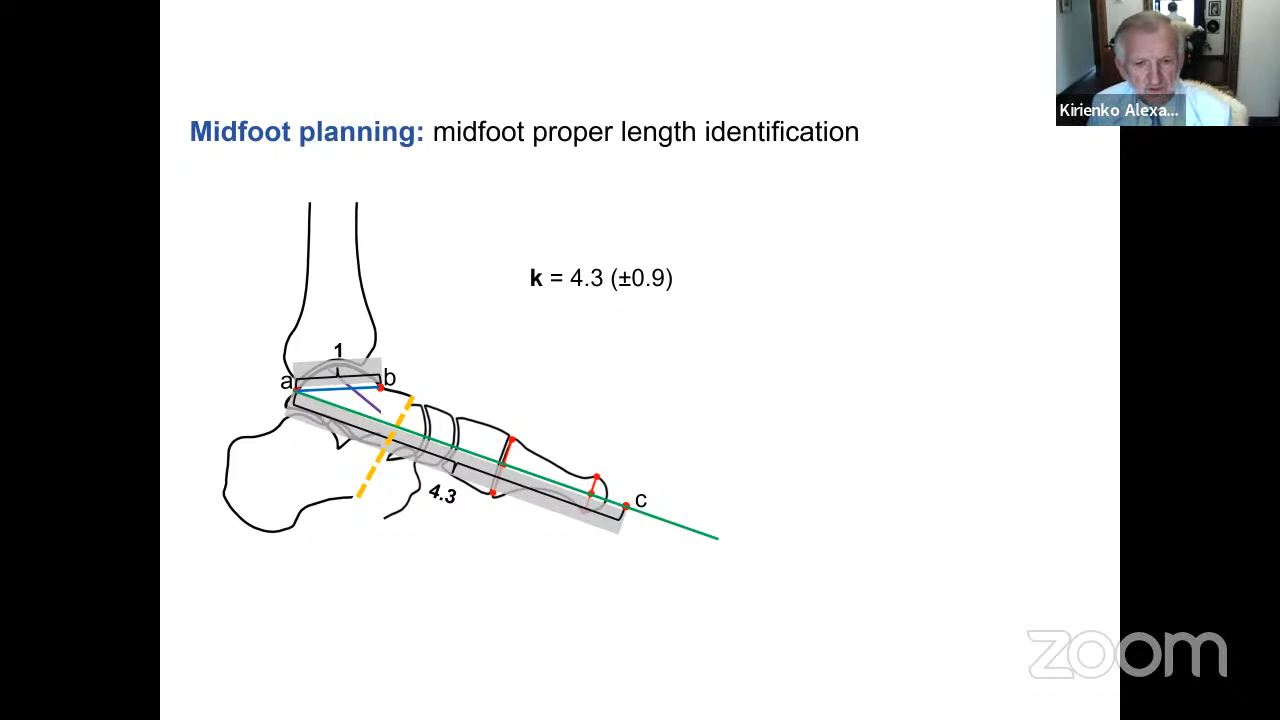 Kirienko Alexa...
Midfoot planning: midfoot proper length identification
k = 4.3 (±0.9)
1
a
b
4.3
c
zoom